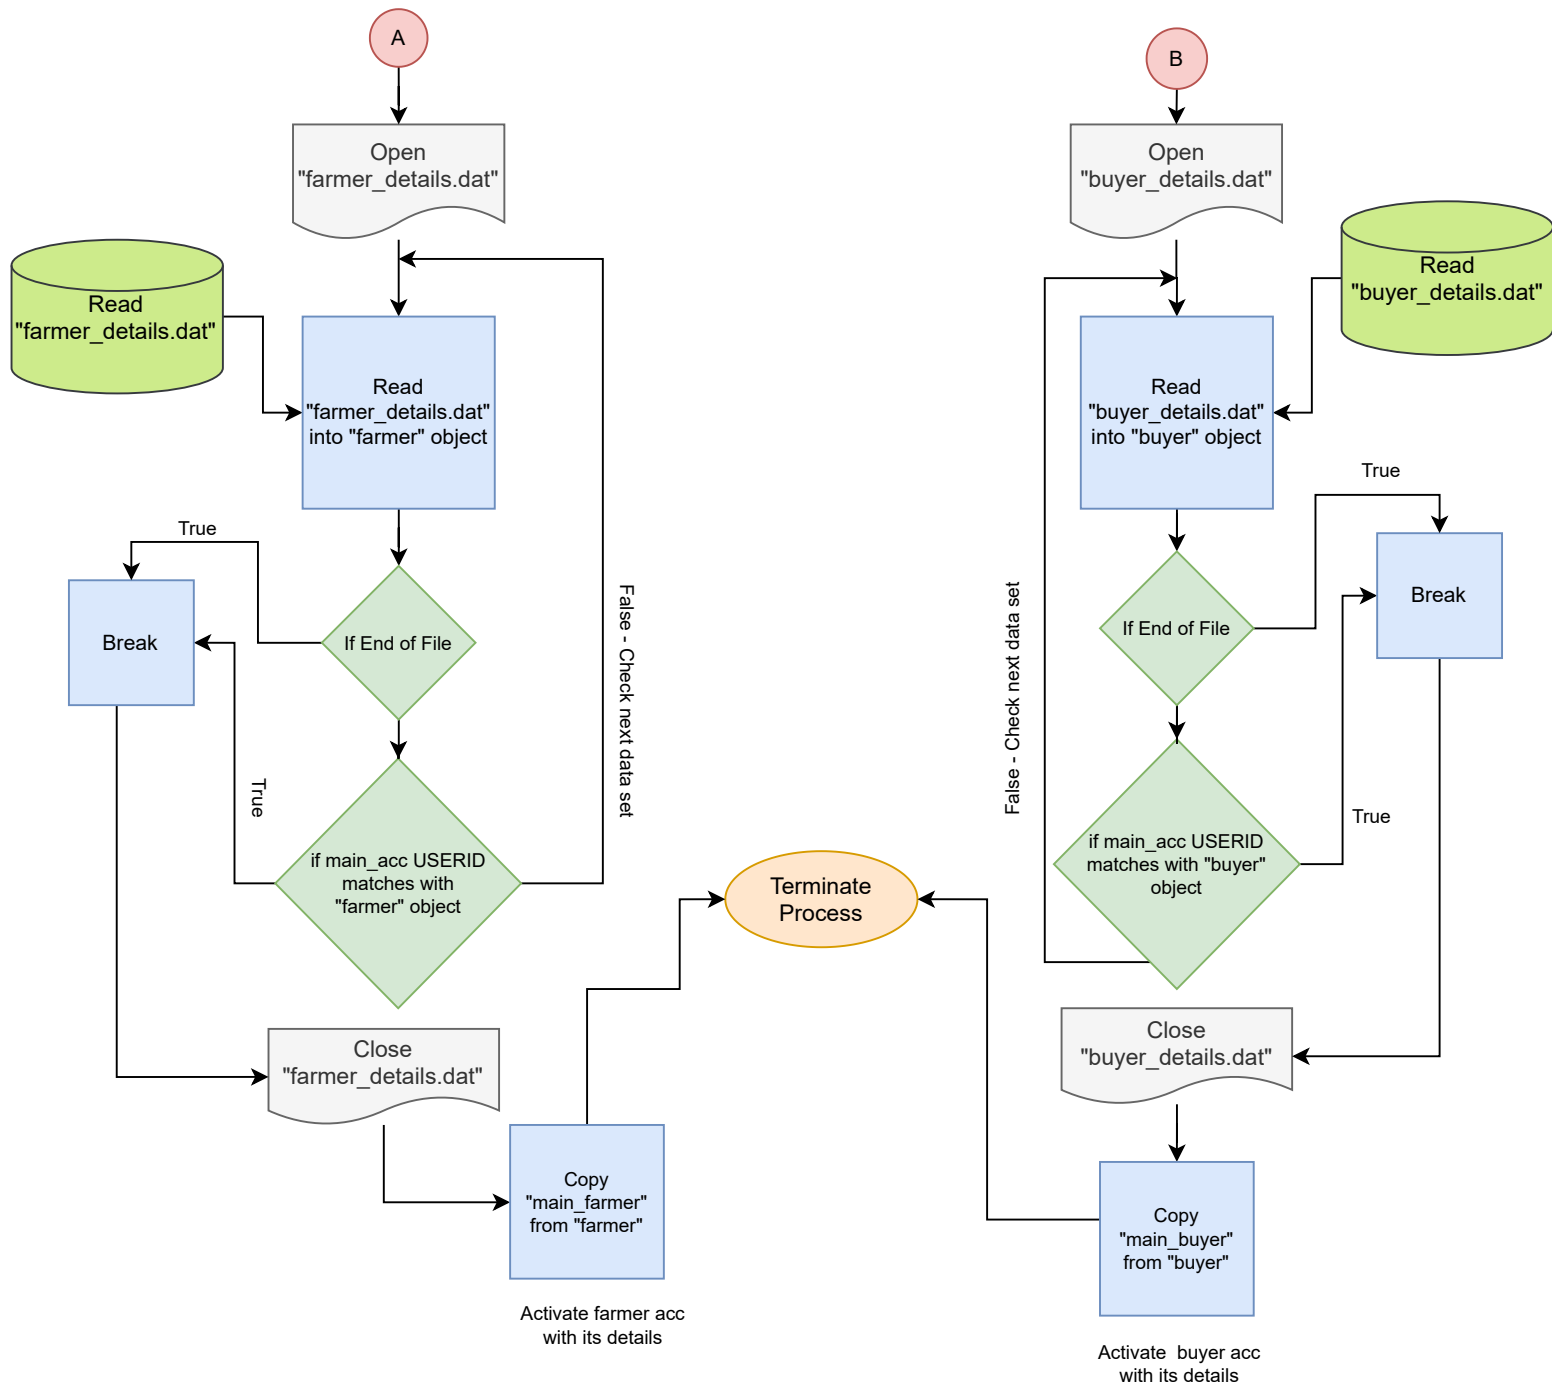 A
Open
"farmer_details.dat"
Read
"farmer_details.dat"
Read
"farmer_details.dat"
into "farmer" object
True
If End of File
Break
False - Check next data set
True
if main_acc USERID
matches with
"farmer" object
Close
"farmer_details.dat"
Copy
"main_farmer"
from "farmer"
Activate farmer acc
with its details
Terminate
Process
B
Open
"buyer_details.dat"
Read
"buyer_details.dat"
Read
"buyer_details.dat"
into "buyer" object
True
If End of File
Break
False - Check next data set
True
if main_acc USERID
matches with "buyer"
object
Close
"buyer_details.dat"
Copy
"main_buyer"
from "buyer"
Activate  buyer acc
with its details